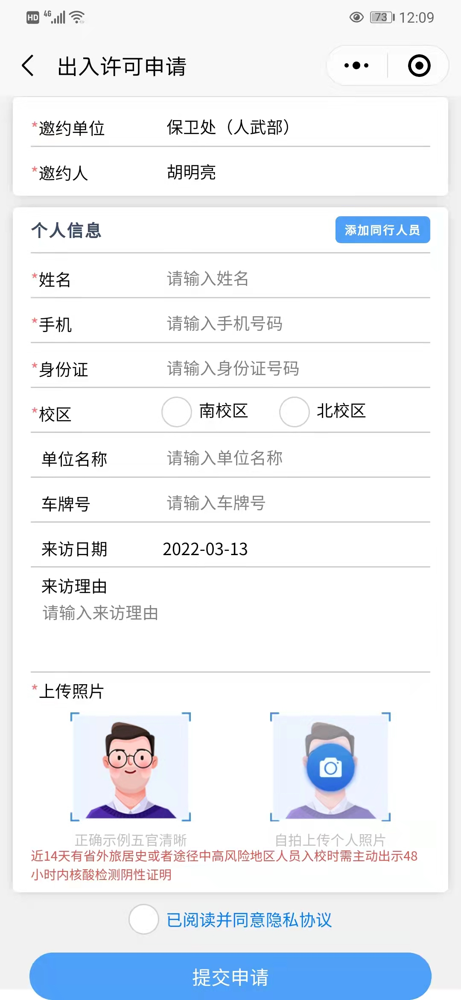 HD 4G 73 12:09
出入许可申请
*邀约单位 保卫处（人武部）
*邀约人 胡明亮
个人信息 添加同行人员
*姓名 请输入姓名
*手机 请输入手机号码
*身份证 请输入身份证号码
*校区 南校区 北校区
单位名称 请输入单位名称
车牌号 请输入车牌号
来访日期 2022-03-13
来访理由
请输入来访理由
*上传照片
正确示例五官清晰 自拍上传个人照片
近14天有省外旅居史或者途径中高风险地区人员入校时需主动出示48
小时内核酸检测阴性证明
已阅读并同意隐私协议
提交申请